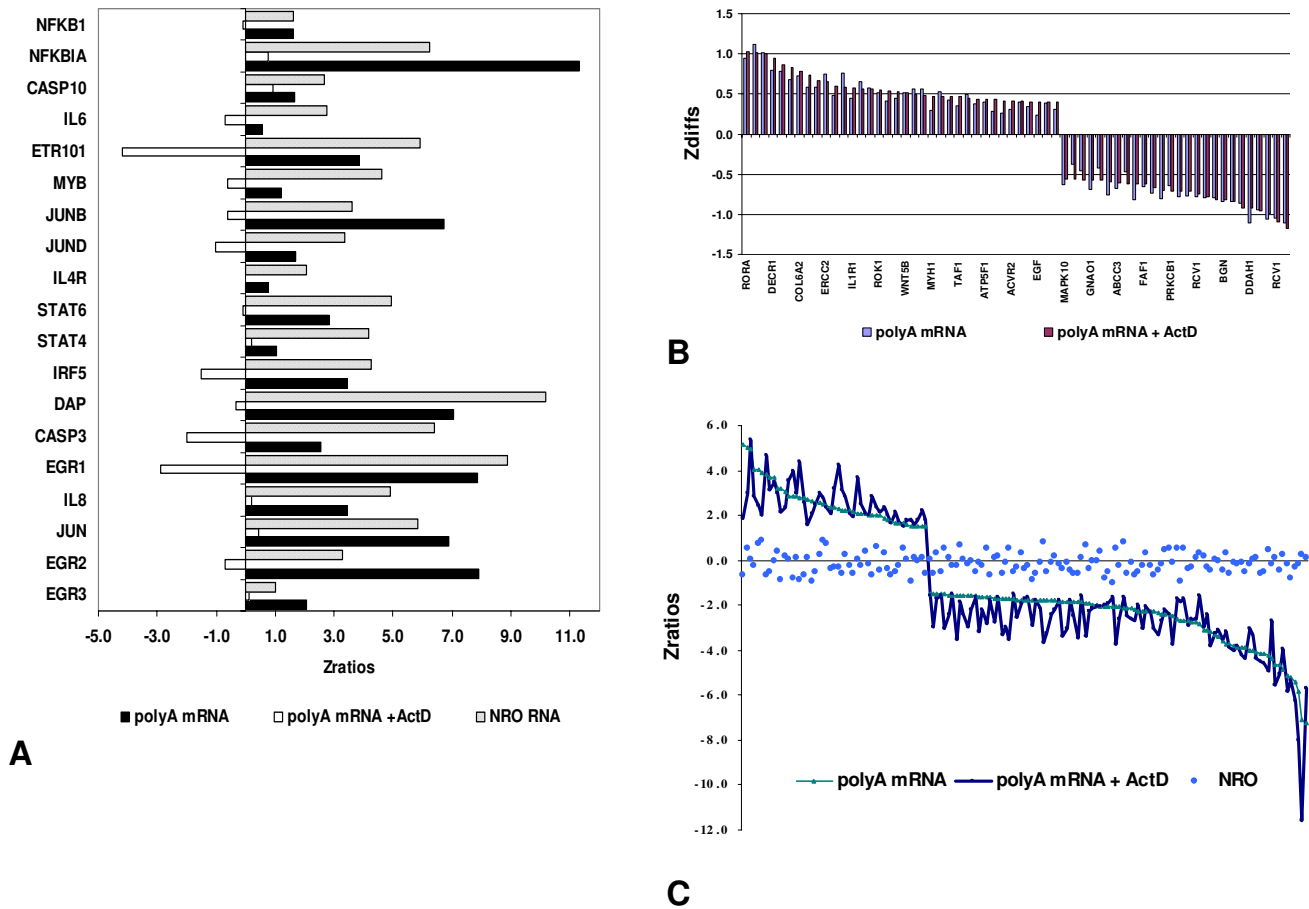 NFKB1
NFKBIA
CASP10
IL6
ETR101
MYB
JUNB
JUND
IL4R
STAT6
STAT4
IRF5
DAP
CASP3
EGR1
IL8
JUN
EGR2
EGR3
-5.0 -3.0 -1.0 1.0 3.0 5.0 7.0 9.0 11.0
Zratios
polyA mRNA polyA mRNA +ActD NRO RNA
A
1.5
1.0
0.5
0.0
-0.5
-1.0
-1.5
Zdiffs
RORA DECR1 COL6A2 ERCC2 IL1R1 ROK1 WNT5B MYH1 TAF1 ATP5F1 ACVR2 EGF MAPK10 GNAO1 ABCC3 FAF1 PRKCB1 RCV1 BGN DDAH1 RCV1
polyA mRNA polyA mRNA + ActD
B
6.0
4.0
2.0
0.0
-2.0
-4.0
-6.0
-8.0
-10.0
-12.0
Zratios
polyA mRNA polyA mRNA + ActD NRO
C